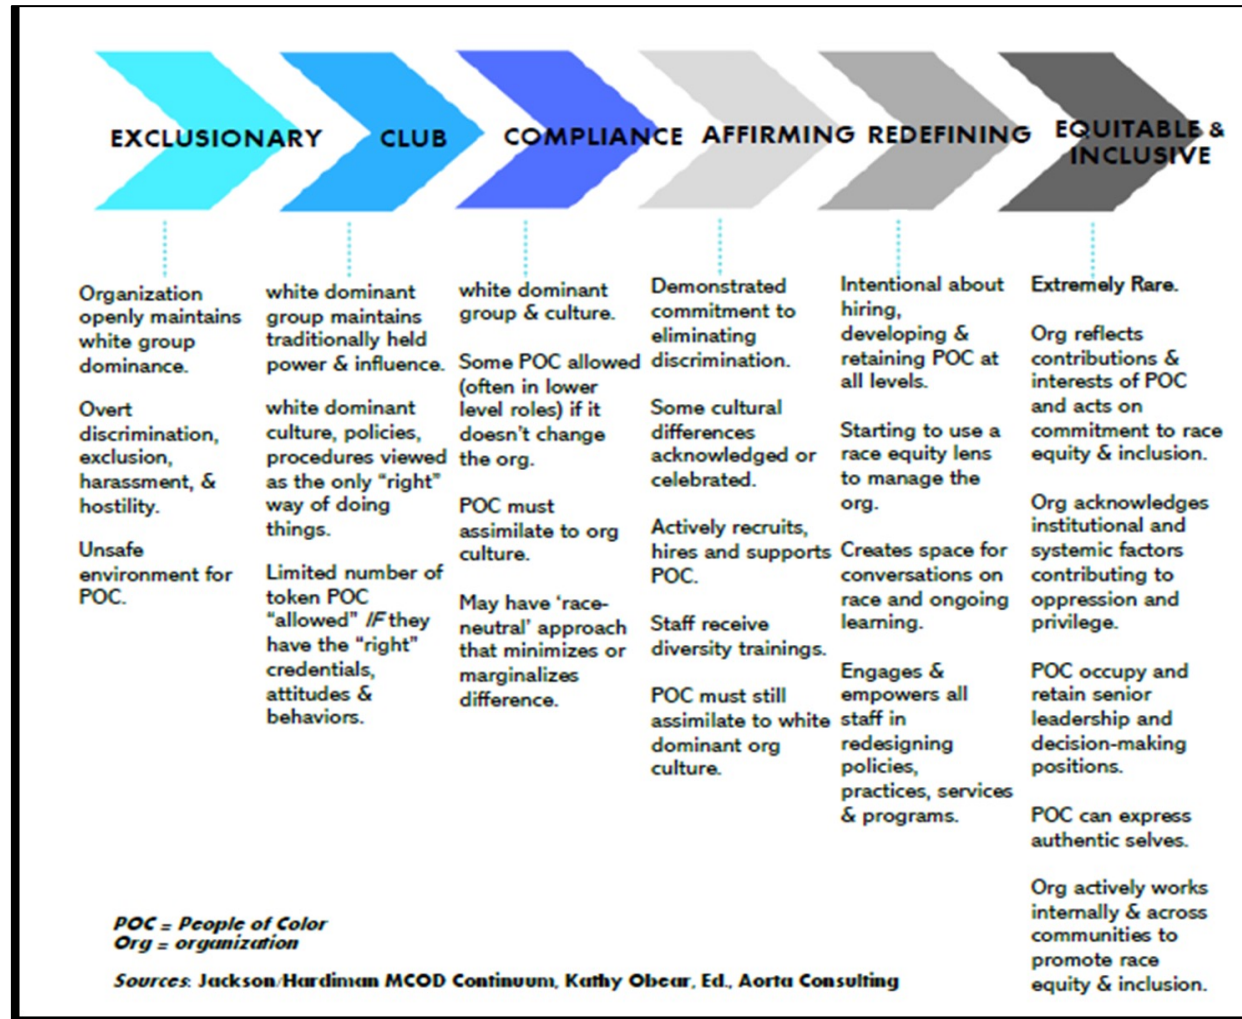 EXCLUSIONARY
CLUB
COMPLIANCE
AFFIRMING
REDEFINING
EQUITABLE &
INCLUSIVE
Organization
openly maintains
white group
dominance.
Overt
discrimination,
exclusion,
harassment, &
hostility.
Unsafe
environment for
POC.
white dominant
group maintains
traditionally held
power & influence.
white dominant
culture, policies,
procedures viewed
as the only “right”
way of doing
things.
Limited number of
token POC
“allowed” IF they
have the “right”
credentials,
attitudes &
behaviors.
white dominant
group & culture.
Some POC allowed
(often in lower
level roles) if it
doesn’t change
the org.
POC must
assimilate to org
culture.
May have ‘race-
neutral’ approach
that minimizes or
marginalizes
difference.
Demonstrated
commitment to
eliminating
discrimination.
Some cultural
differences
acknowledged or
celebrated.
Actively recruits,
hires and supports
POC.
Staff receive
diversity trainings.
POC must still
assimilate to white
dominant org
culture.
Intentional about
hiring,
developing &
retaining POC at
all levels.
Starting to use a
race equity lens
to manage the
org.
Creates space for
conversations on
race and ongoing
learning.
Engages &
empowers all
staff in
redesigning
policies,
practices, services
& programs.
Extremely Rare.
Org reflects
contributions &
interests of POC
and acts on
commitment to race
equity & inclusion.
Org acknowledges
institutional and
systemic factors
contributing to
oppression and
privilege.
POC occupy and
retain senior
leadership and
decision-making
positions.
POC can express
authentic selves.
Org actively works
internally & across
communities to
promote race
equity & inclusion.
POC = People of Color
Org = organization
Sources: Jackson/Hardiman MCOD Continuum, Kathy Obear, Ed., Aorta Consulting